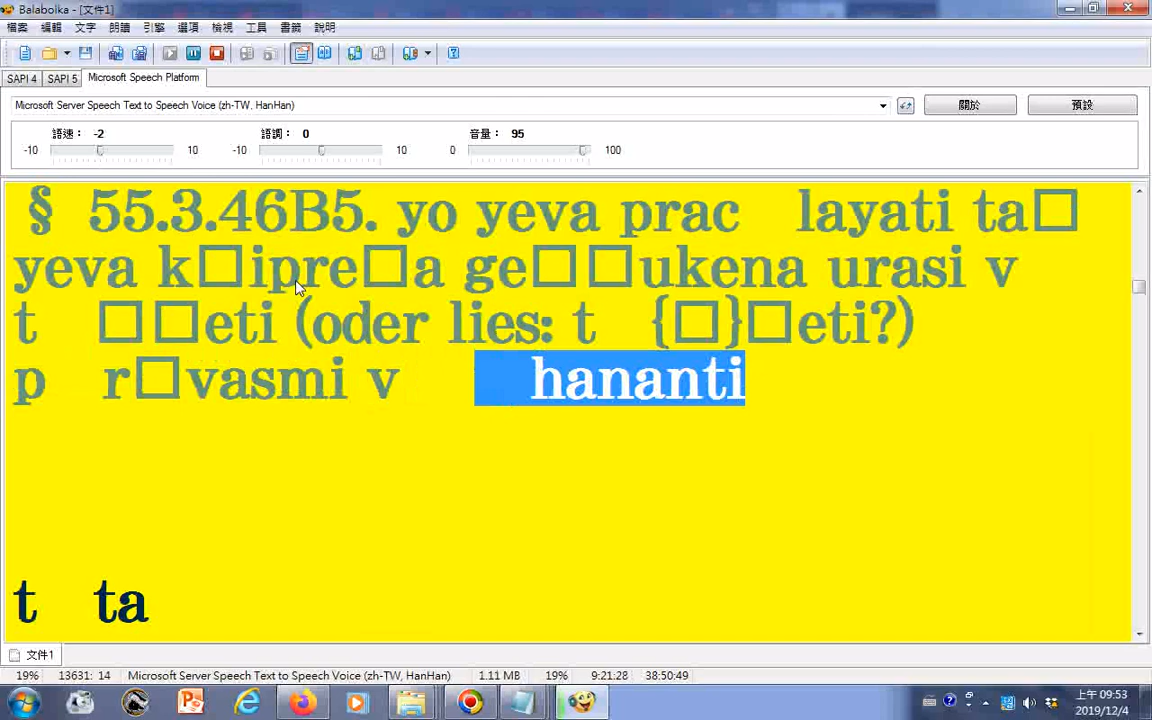 Balabolka - [文件1]
檔案 編輯 文字 朗讀 引擎 選項 檢視 工具 書籤 說明
SAPI 4 SAPI 5 Microsoft Speech Platform
Microsoft Server Speech Text to Speech Voice (zh-TW, HanHan) 關於 預設
語速： -2 語調： 0 音量： 95
-10 10 -10 10 0 100
§ 55.3.46B5. yo yeva prac layati ta□
yeva k□ipre□a ge□□ukena urasi v
t □□eti (oder lies: t {□}□eti?)
p r□vasmi v hananti
t ta
文件1
19% 13631: 14 Microsoft Server Speech Text to Speech Voice (zh-TW, HanHan) 1.11 MB 19% 9:21:28 38:50:49
上午 09:53
2019/12/4